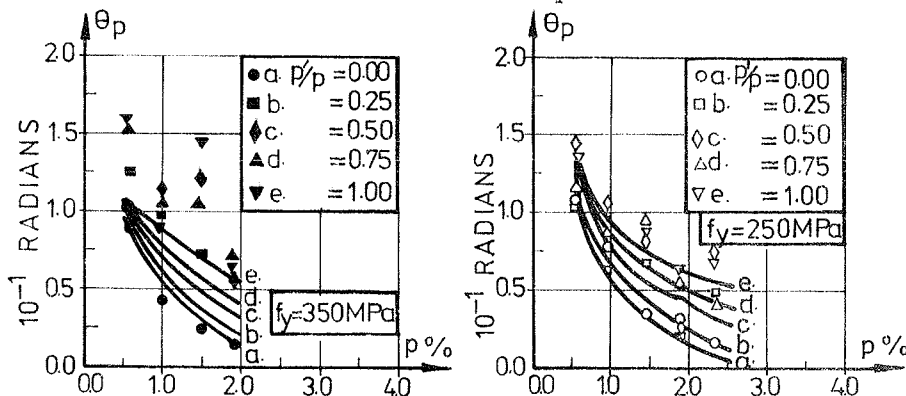 θp
2.0
1.5
1.0
0.5
0.0
10⁻¹ RADIANS
a. p'/p = 0.00
b. = 0.25
c. = 0.50
d. = 0.75
e. = 1.00
e.
d.
c.
b.
a.
fy=350MPa
p %
0.0 1.0 2.0 3.0 4.0
θp
2.0
1.5
1.0
0.5
0.0
10⁻¹ RADIANS
a. p'/p = 0.00
b. = 0.25
c. = 0.50
d. = 0.75
e. = 1.00
fy=250MPa
e.
d.
c.
b.
a.
p %
0.0 1.0 2.0 3.0 4.0